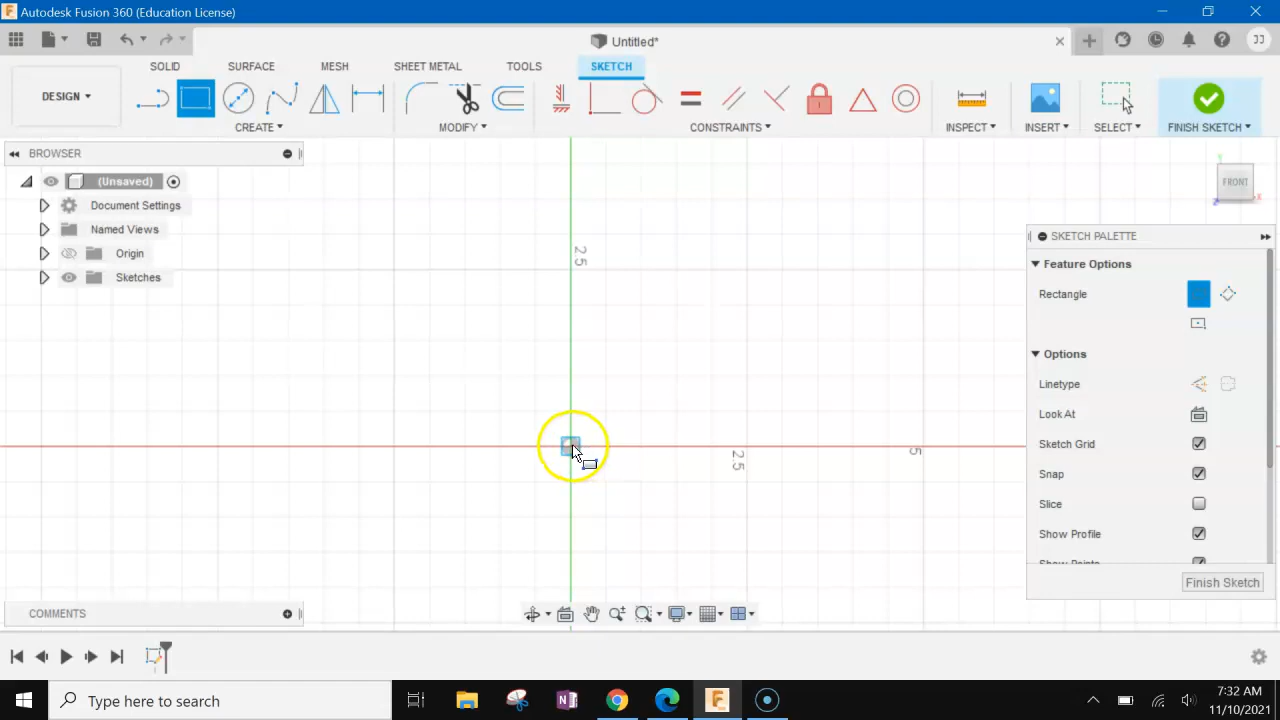 Autodesk Fusion 360 (Education License)
Untitled*
JJ
SOLID SURFACE MESH SHEET METAL TOOLS SKETCH
DESIGN
CREATE MODIFY CONSTRAINTS INSPECT INSERT SELECT FINISH SKETCH
BROWSER
(Unsaved)
Document Settings
Named Views
Origin
Sketches
FRONT
Y
X
Z
2 5
2 5
5
SKETCH PALETTE
Feature Options
Rectangle
Options
Linetype
Look At
Sketch Grid
Snap
Slice
Show Profile
Show Points
Finish Sketch
COMMENTS
Type here to search
7:32 AM
11/10/2021